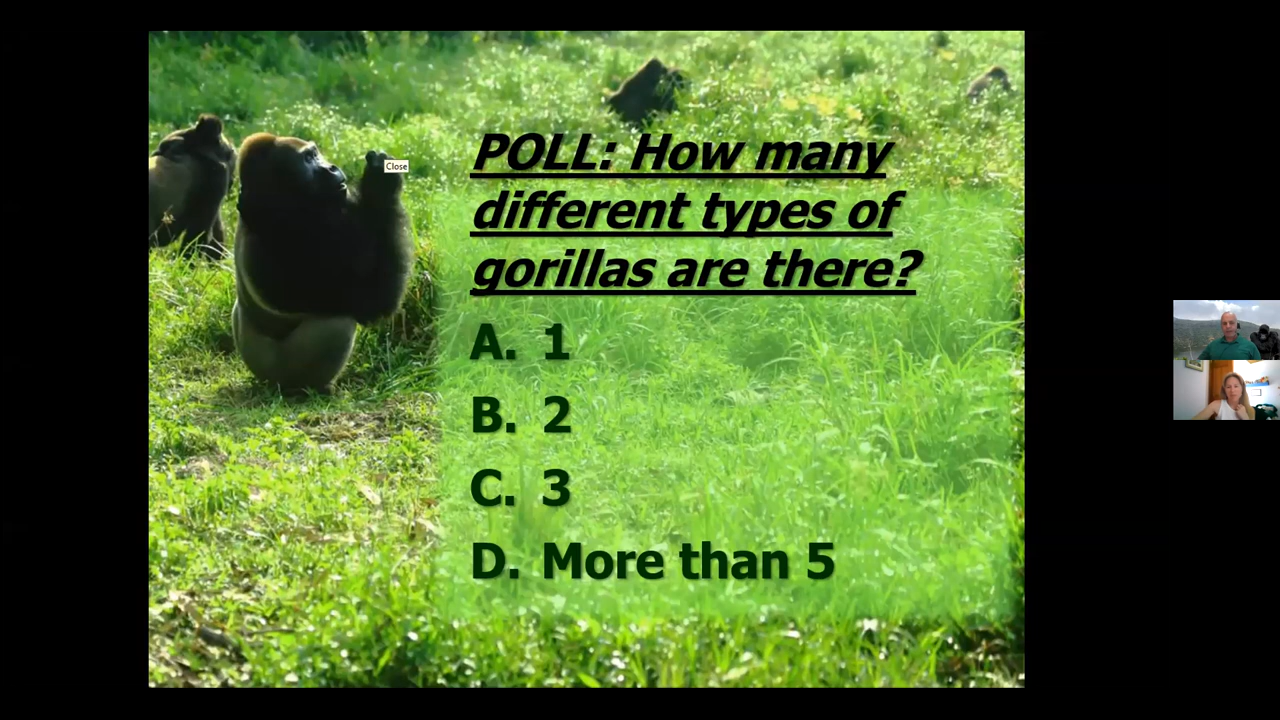 Close
POLL: How many
different types of
gorillas are there?
A. 1
B. 2
C. 3
D. More than 5